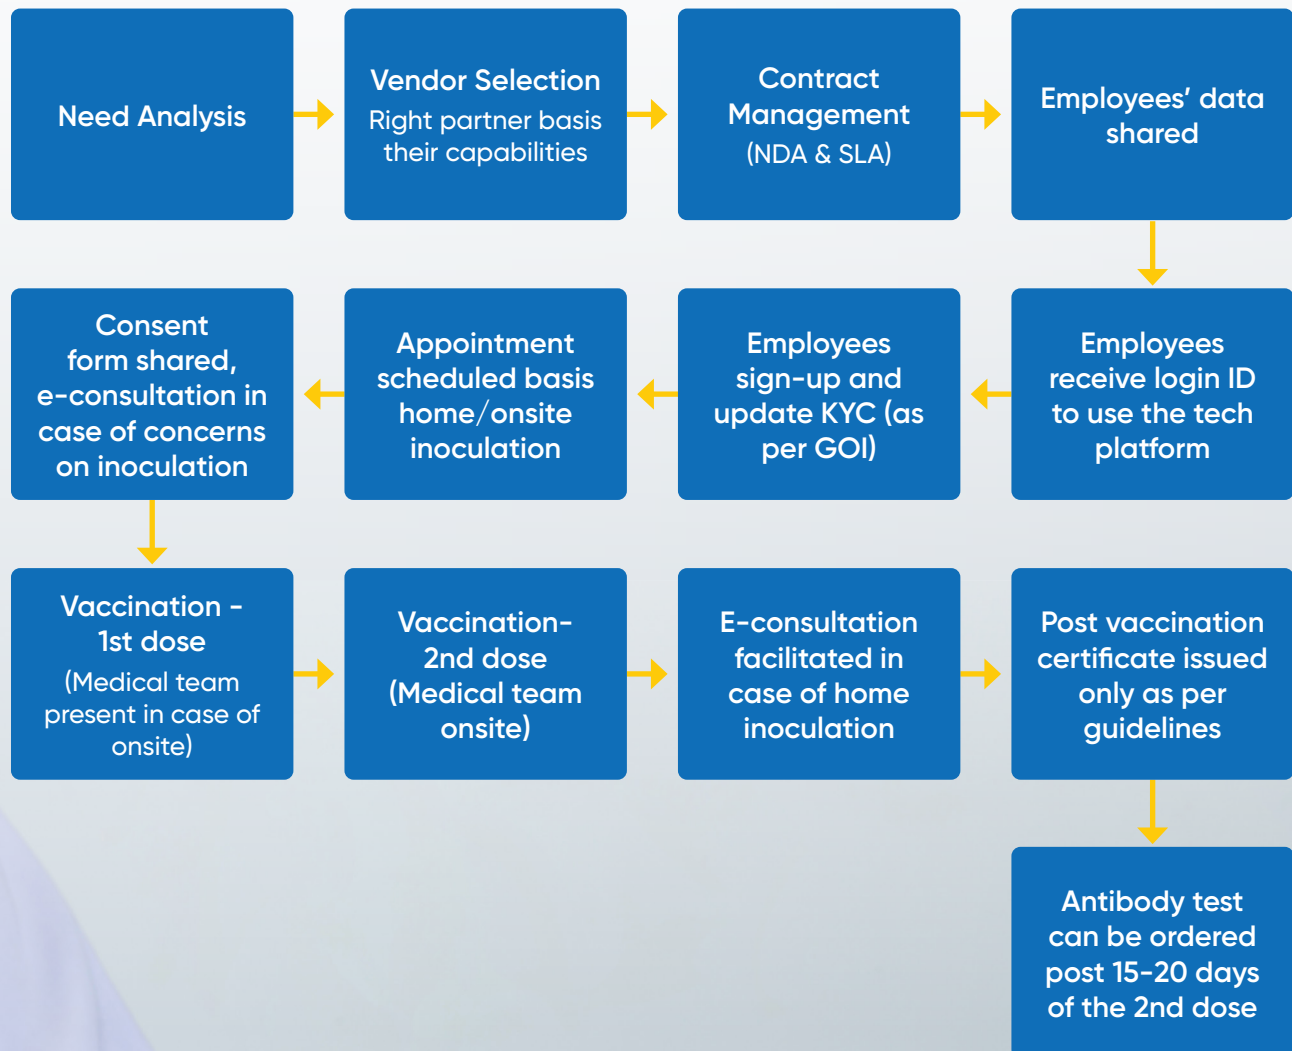 Need Analysis
Vendor Selection
Right partner basis
their capabilities
Contract
Management
(NDA & SLA)
Employees’ data
shared
Employees
receive login ID
to use the tech
platform
Employees
sign-up and
update KYC (as
per GOI)
Appointment
scheduled basis
home/onsite
inoculation
Consent
form shared,
e-consultation in
case of concerns
on inoculation
Vaccination -
1st dose
(Medical team
present in case of
onsite)
Vaccination-
2nd dose
(Medical team
onsite)
E-consultation
facilitated in
case of home
inoculation
Post vaccination
certificate issued
only as per
guidelines
Antibody test
can be ordered
post 15-20 days
of the 2nd dose